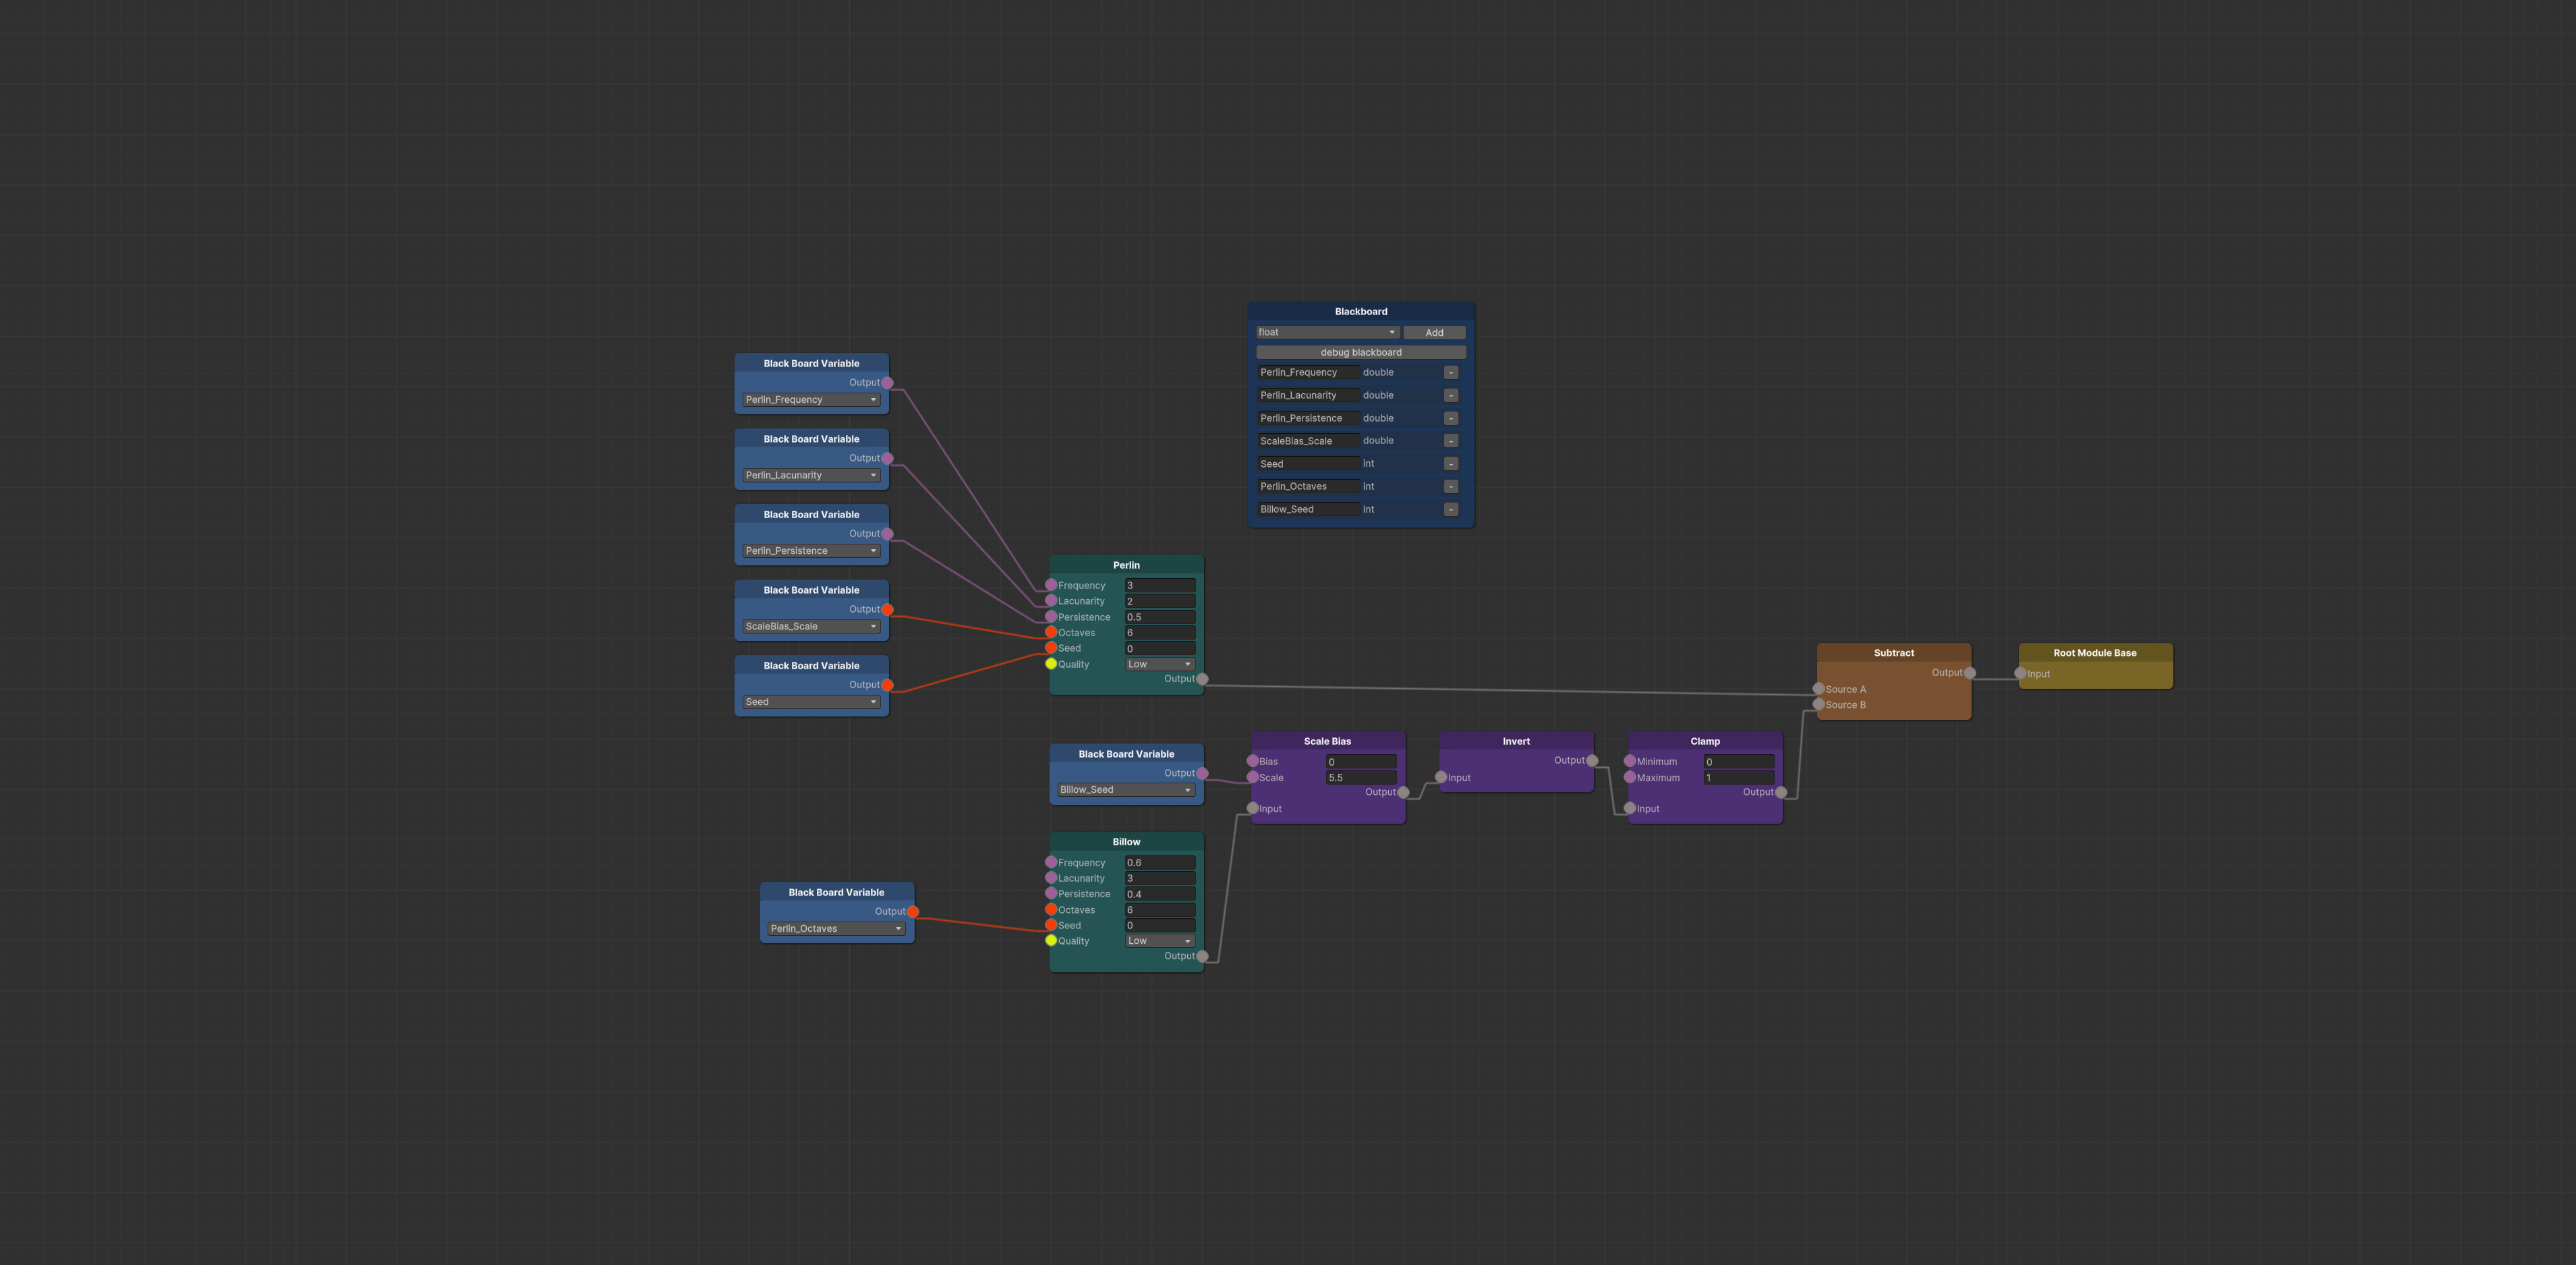 Blackboard
float Add
debug blackboard
Perlin_Frequency double -
Perlin_Lacunarity double -
Perlin_Persistence double -
ScaleBias_Scale double -
Seed int -
Perlin_Octaves int -
Billow_Seed int -
Black Board Variable
Output
Perlin_Frequency
Black Board Variable
Output
Perlin_Lacunarity
Black Board Variable
Output
Perlin_Persistence
Black Board Variable
Output
ScaleBias_Scale
Black Board Variable
Output
Seed
Perlin
Frequency 3
Lacunarity 2
Persistence 0.5
Octaves 6
Seed 0
Quality Low
Output
Black Board Variable
Output
Billow_Seed
Black Board Variable
Output
Perlin_Octaves
Billow
Frequency 0.6
Lacunarity 3
Persistence 0.4
Octaves 6
Seed 0
Quality Low
Output
Scale Bias
Bias 0
Scale 5.5
Output
Input
Invert
Output
Input
Clamp
Minimum 0
Maximum 1
Output
Input
Subtract
Output
Source A
Source B
Root Module Base
Input